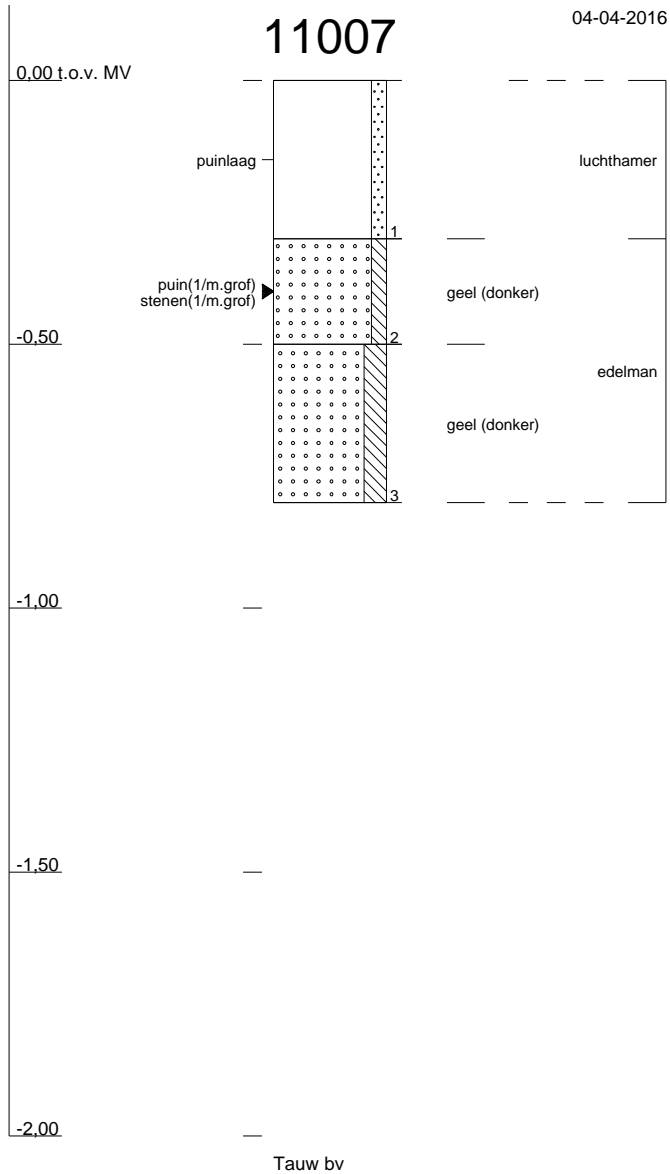 11007
04-04-2016
0,00 t.o.v. MV
puinlaag
luchthamer
1
puin(1/m.grof)
stenen(1/m.grof)
geel (donker)
-0,50
2
edelman
geel (donker)
3
-1,00
-1,50
-2,00
Tauw bv